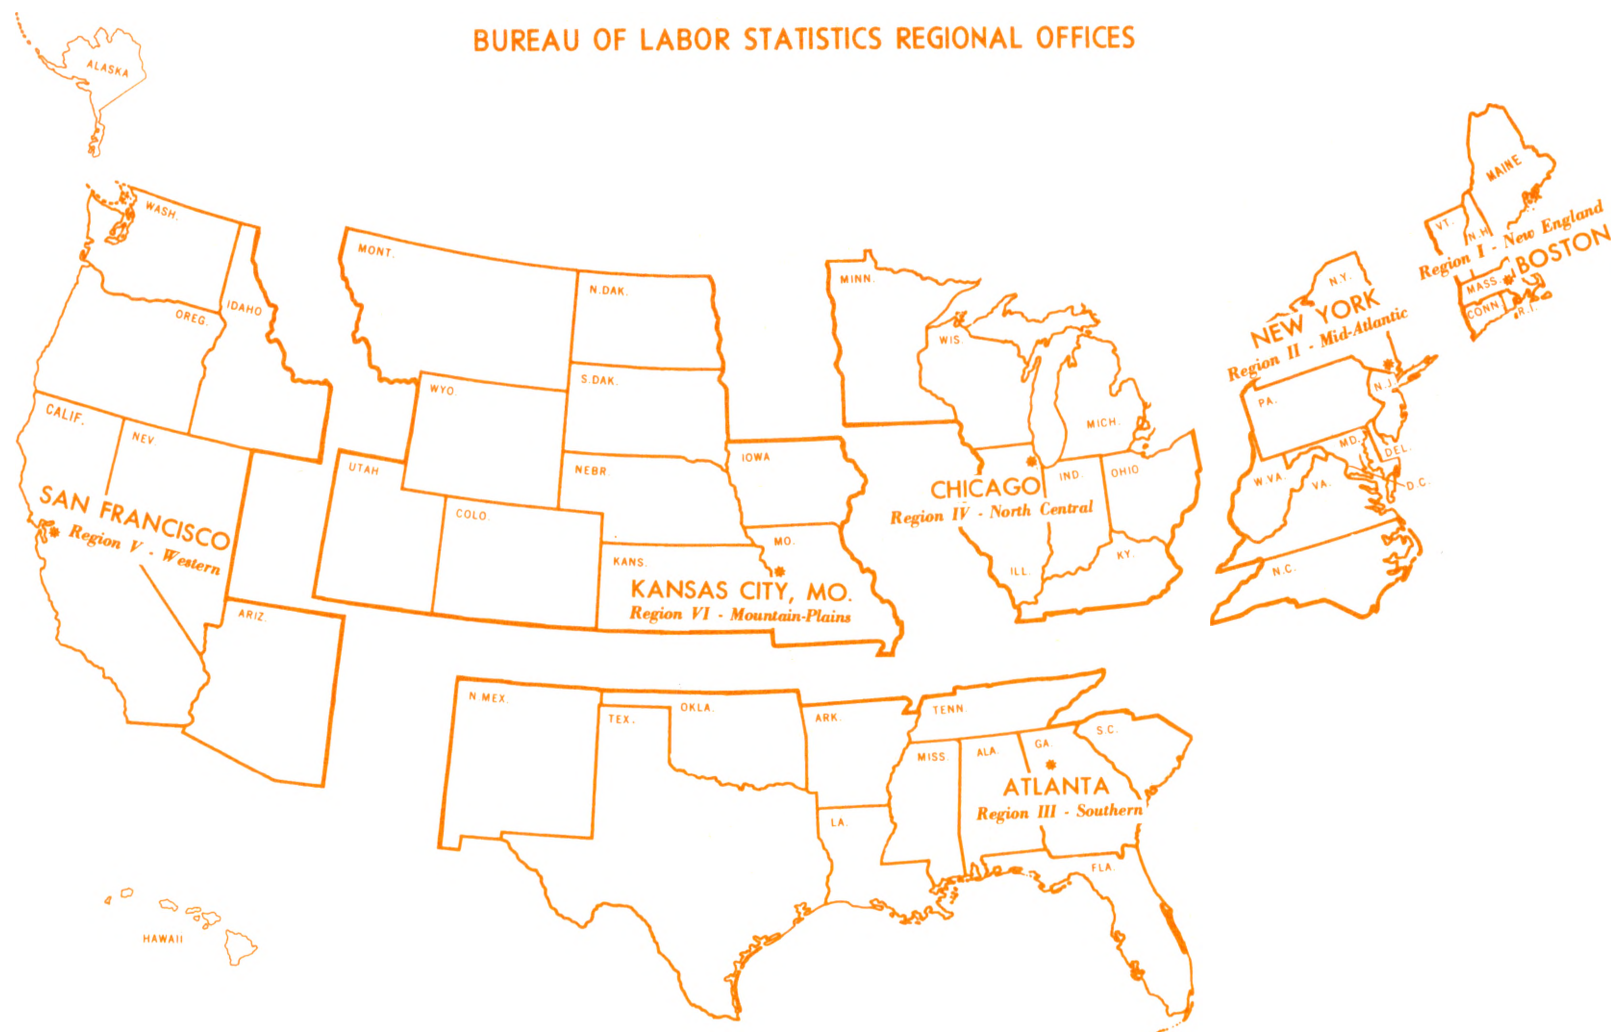 BUREAU OF LABOR STATISTICS REGIONAL OFFICES
ALASKA
MAINE
WASH.
VT.
N.H.
Region I - New England
BOSTON
MASS.
CONN.
R.I.
MONT.
N.DAK.
MINN.
N.Y.
NEW YORK
Region II - Mid-Atlantic
IDAHO
OREG.
WIS.
S.DAK.
WYO.
PA.
N.J.
CALIF.
NEV.
MICH.
MD.
DEL.
UTAH
NEBR.
IOWA
IND.
OHIO
W.VA.
VA.
D.C.
SAN FRANCISCO
Region V - Western
COLO.
CHICAGO
Region IV - North Central
MO.
KANS.
KY.
ILL.
N.C.
KANSAS CITY, MO.
Region VI - Mountain-Plains
ARIZ.
N MEX.
TEX.
OKLA.
ARK.
TENN.
MISS.
ALA.
GA.
S.C.
ATLANTA
Region III - Southern
LA.
FLA.
HAWAII